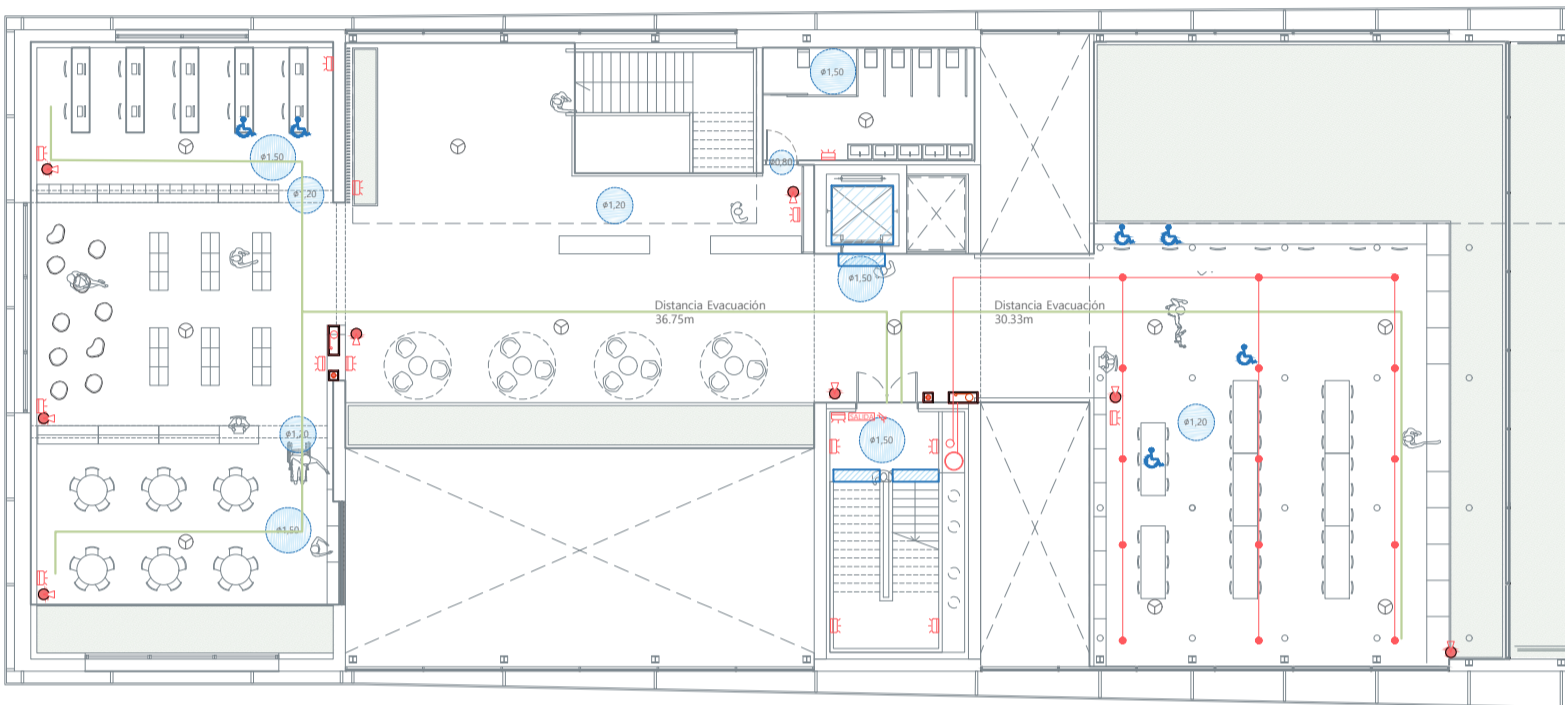 ø1,50
ø1,50
ø0,80
ø1,20
ø1,20
ø1,50
Distancia Evacuación
36.75m
Distancia Evacuación
30.33m
SALIDA
ø1,50
ø1,20
ø1,20
ø1,50